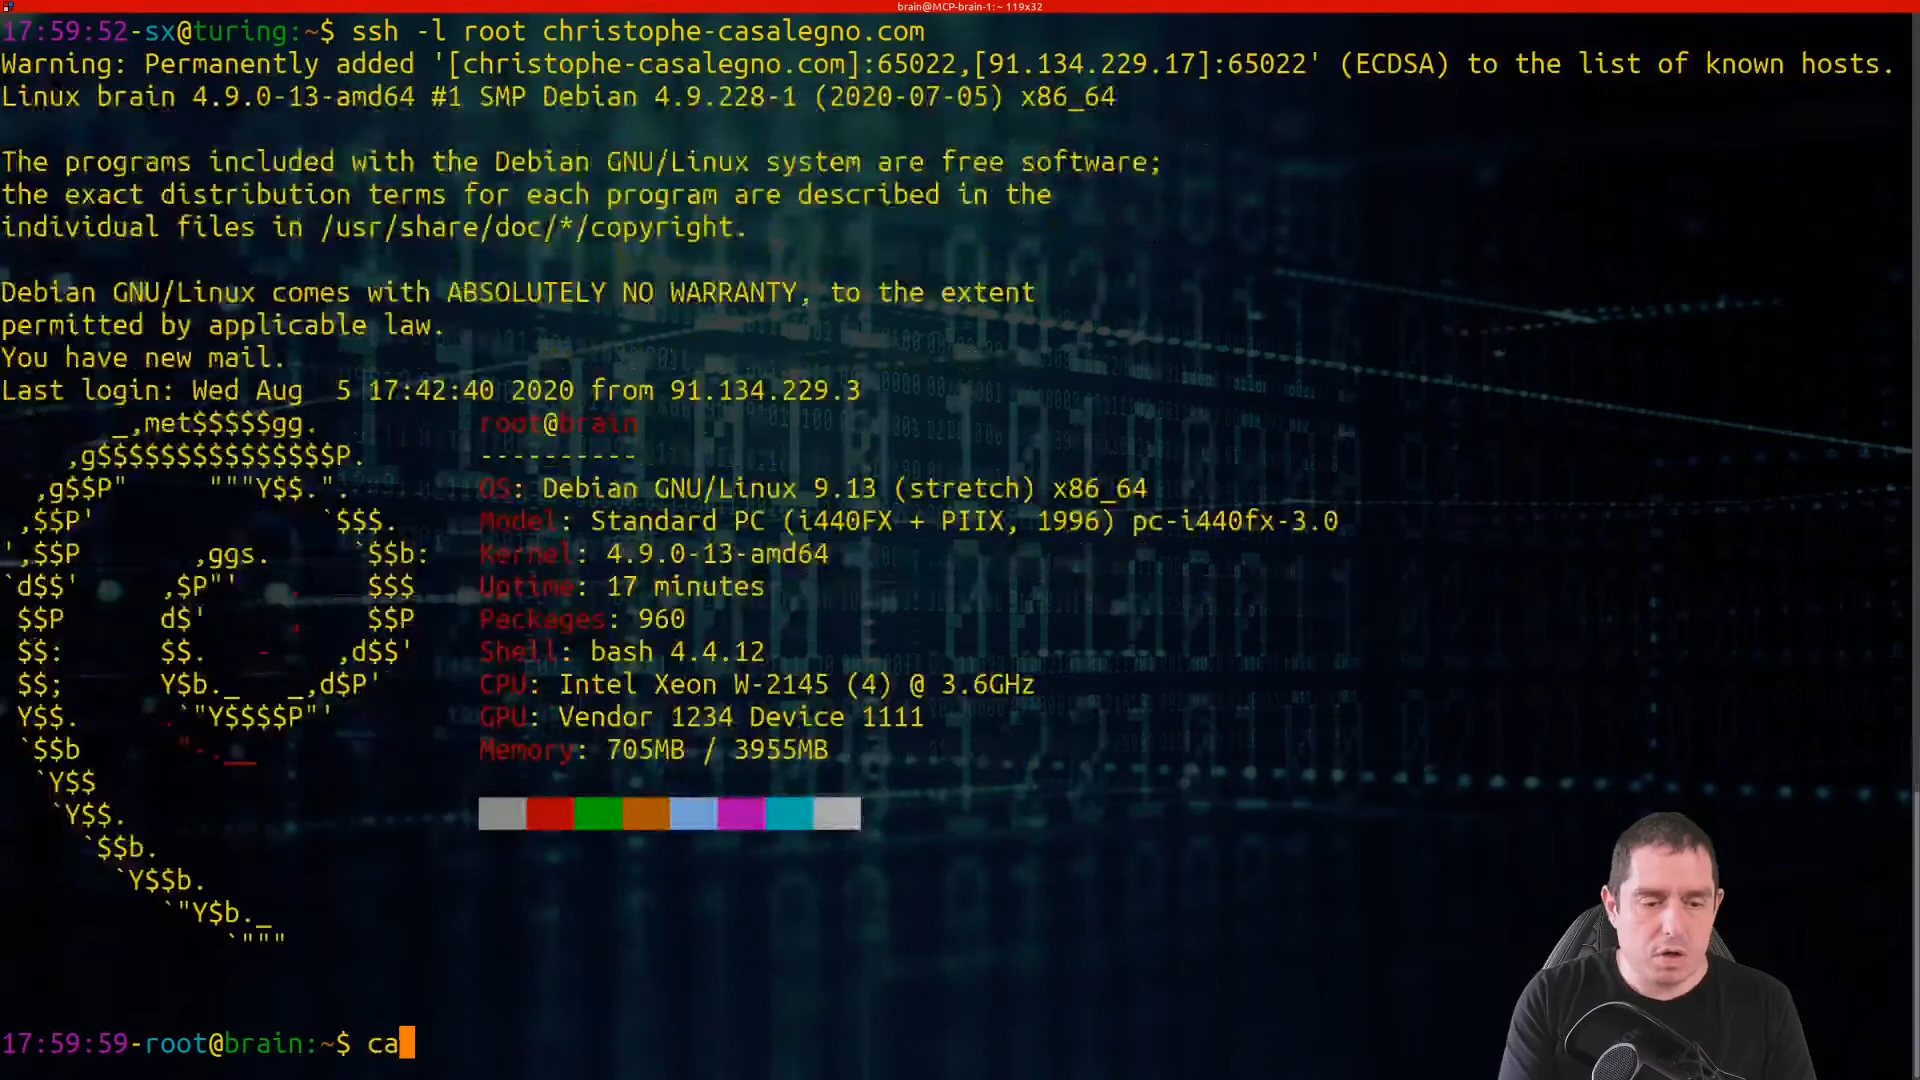 brain@MCP-brain-1: ~ 119x32
17:59:52-sx@turing:~$ ssh -l root christophe-casalegno.com
Warning: Permanently added '[christophe-casalegno.com]:65022,[91.134.229.17]:65022' (ECDSA) to the list of known hosts.
Linux brain 4.9.0-13-amd64 #1 SMP Debian 4.9.228-1 (2020-07-05) x86_64
The programs included with the Debian GNU/Linux system are free software;
the exact distribution terms for each program are described in the
individual files in /usr/share/doc/*/copyright.
Debian GNU/Linux comes with ABSOLUTELY NO WARRANTY, to the extent
permitted by applicable law.
You have new mail.
Last login: Wed Aug  5 17:42:40 2020 from 91.134.229.3
       _,met$$$$$gg.          root@brain
    ,g$$$$$$$$$$$$$$$P.       ----------
  ,g$$P"     """Y$$.".        OS: Debian GNU/Linux 9.13 (stretch) x86_64
 ,$$P'              `$$$.     Model: Standard PC (i440FX + PIIX, 1996) pc-i440fx-3.0
',$$P       ,ggs.     `$$b:   Kernel: 4.9.0-13-amd64
`d$$'     ,$P"'   .    $$$    Uptime: 17 minutes
 $$P      d$'     ,    $$P    Packages: 960
 $$:      $$.   -    ,d$$'    Shell: bash 4.4.12
 $$;      Y$b._   _,d$P'      CPU: Intel Xeon W-2145 (4) @ 3.6GHz
 Y$$.    .`"Y$$$$P"'          GPU: Vendor 1234 Device 1111
 `$$b      "-.__              Memory: 705MB / 3955MB
  `Y$$
   `Y$$.
     `$$b.
       `Y$$b.
          `"Y$b._
              `"""
17:59:59-root@brain:~$ ca